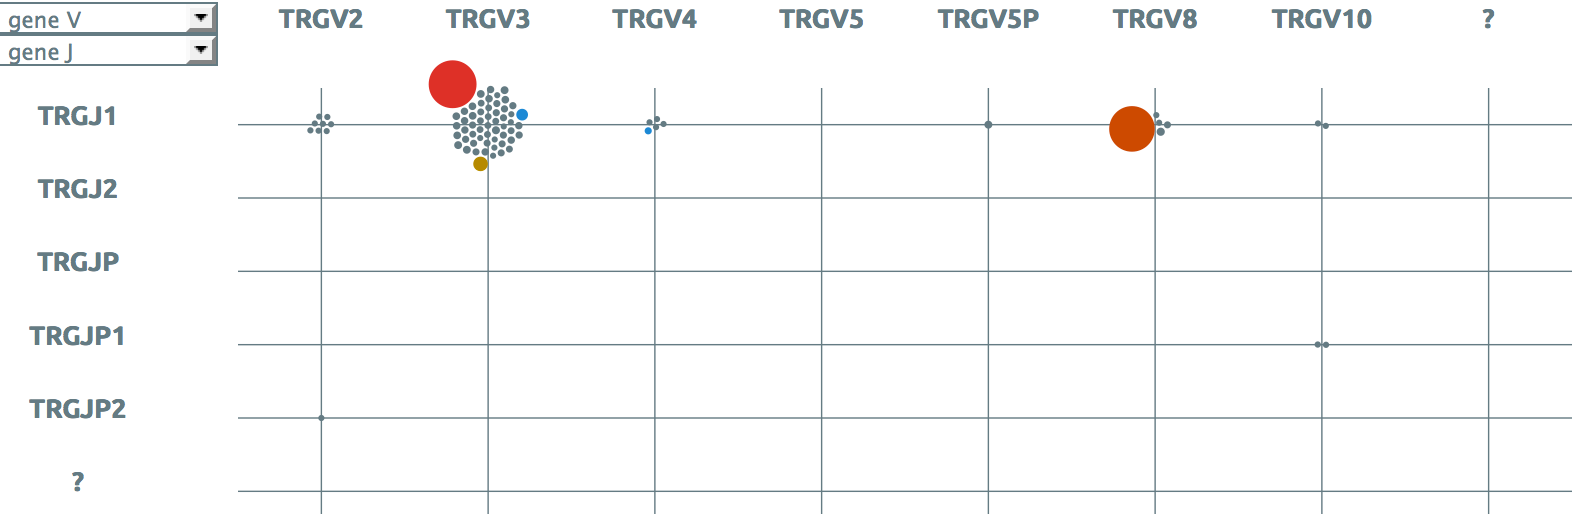 gene V
gene J
TRGV2 TRGV3 TRGV4 TRGV5 TRGV5P TRGV8 TRGV10 ?
TRGJ1
TRGJ2
TRGJP
TRGJP1
TRGJP2
?